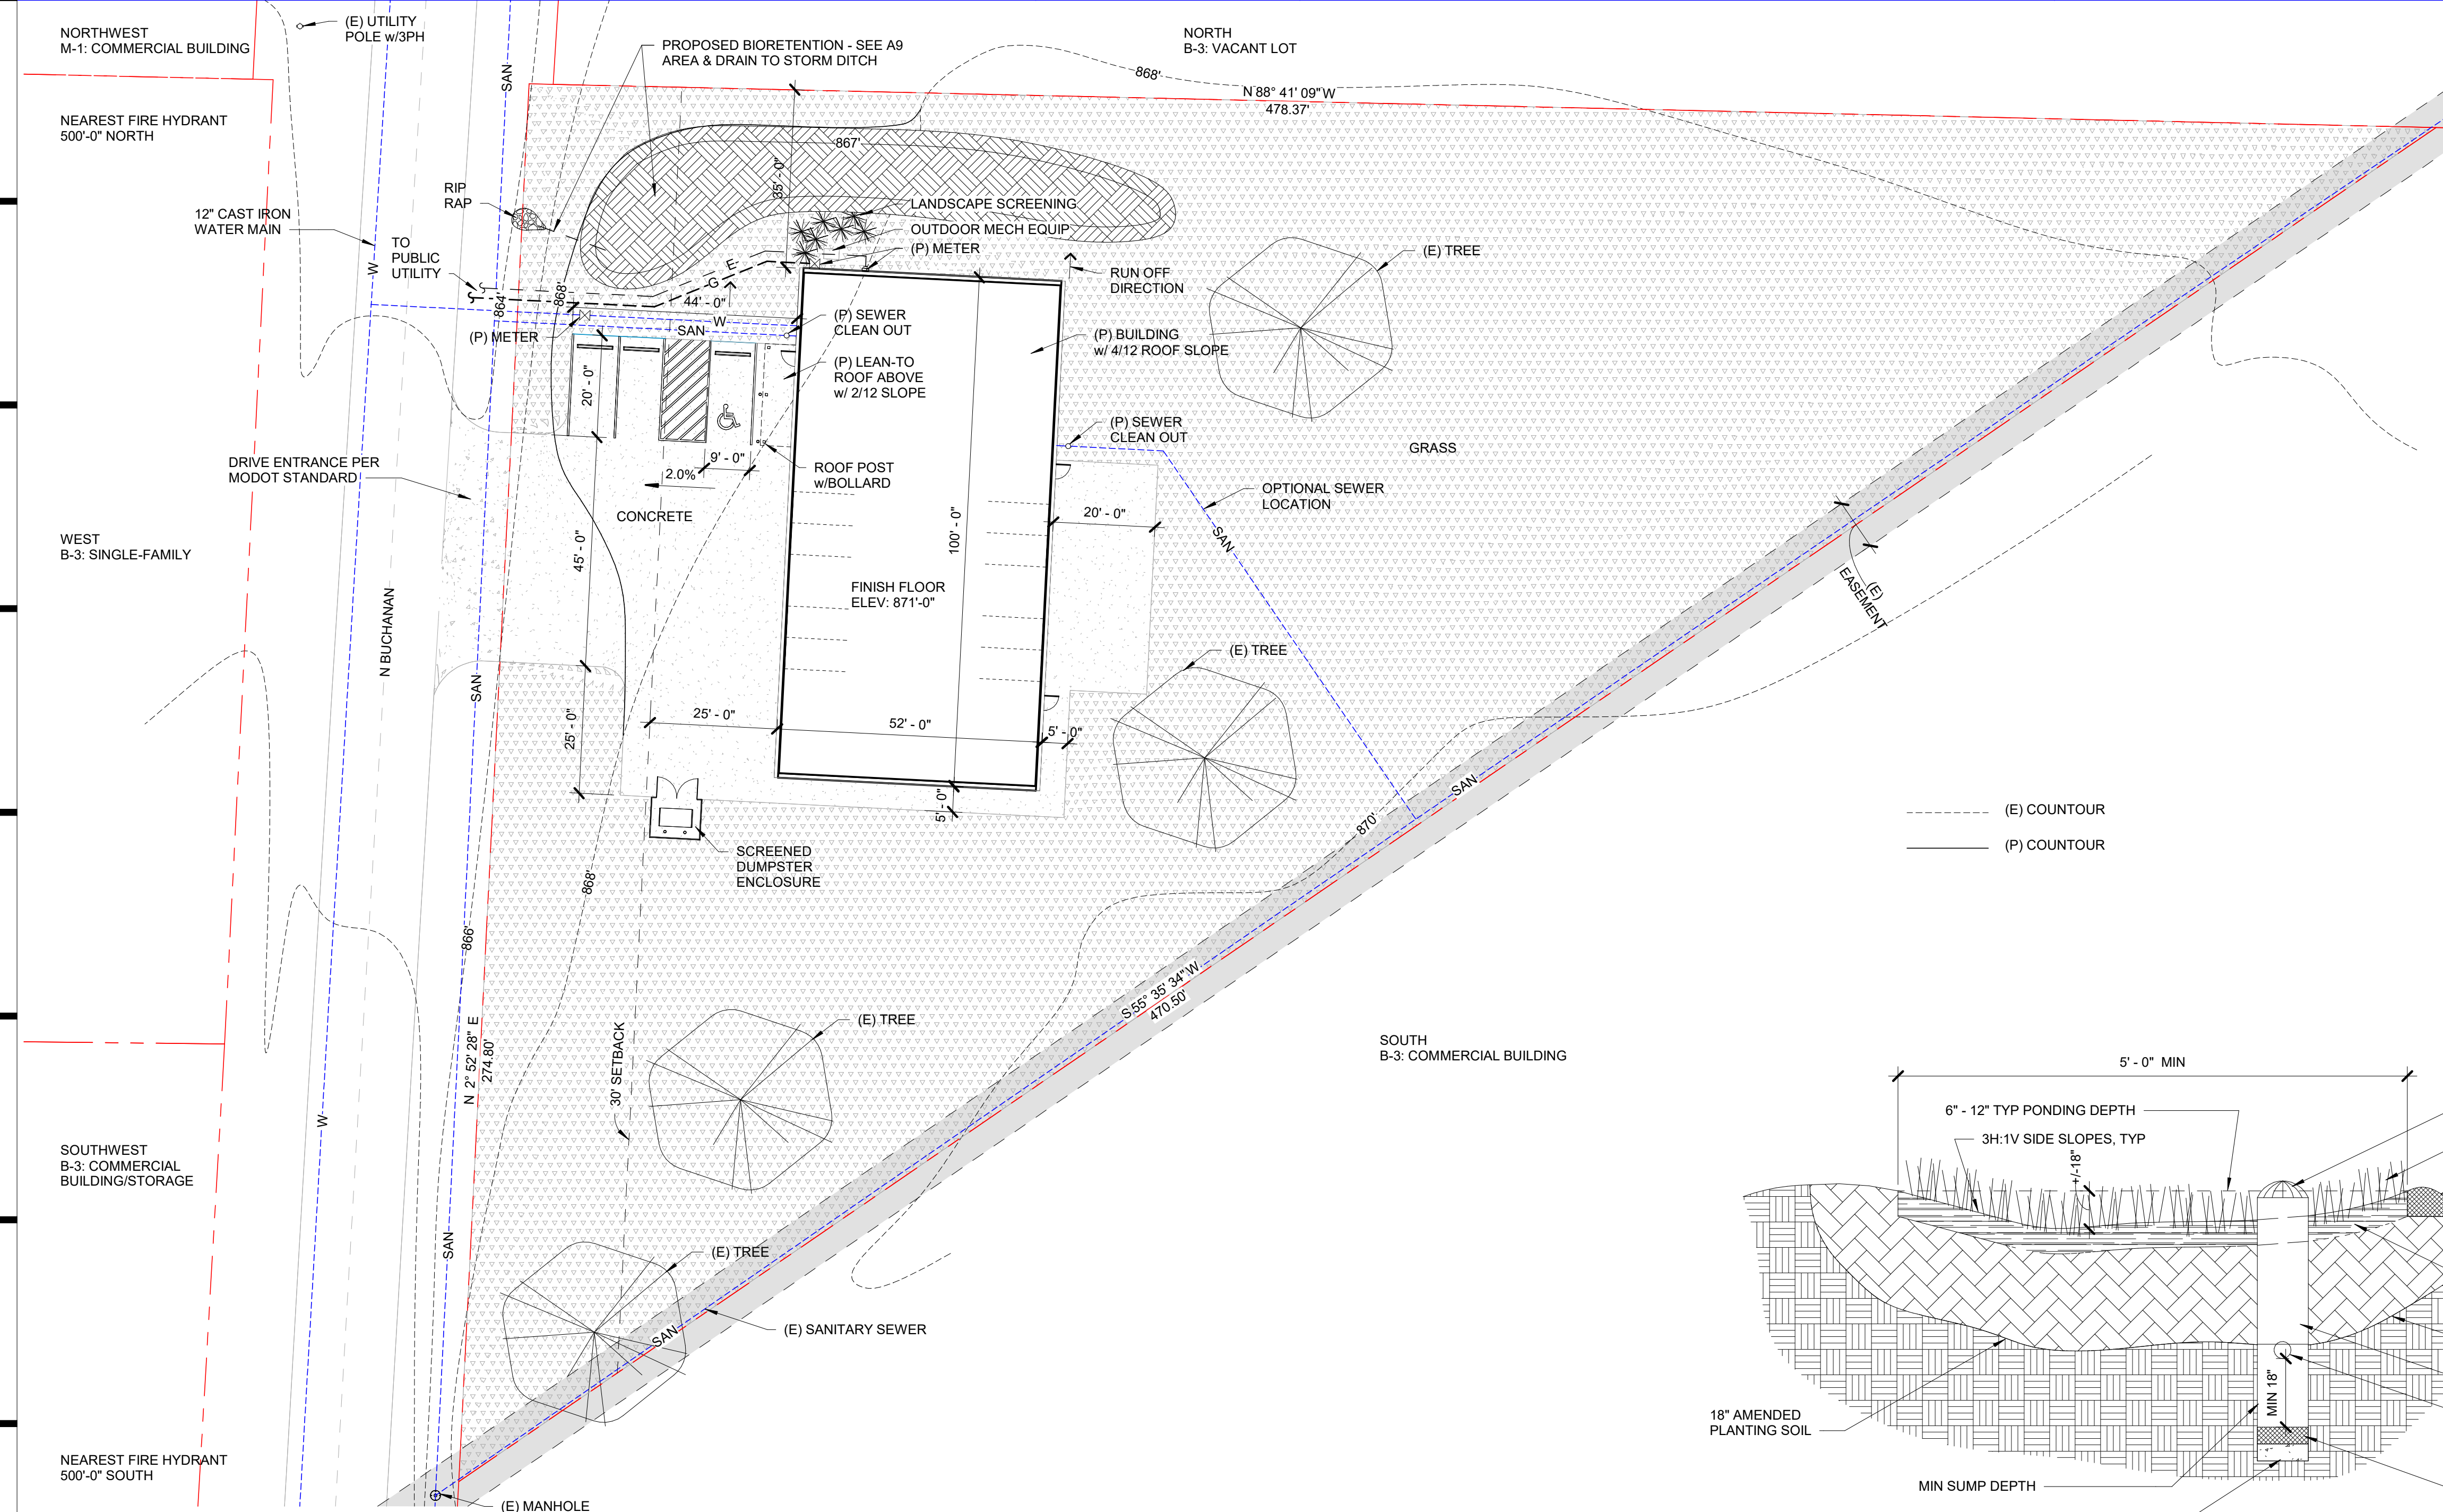 NORTHWEST
M-1: COMMERCIAL BUILDING
(E) UTILITY
POLE w/3PH
SAN
PROPOSED BIORETENTION - SEE A9
AREA & DRAIN TO STORM DITCH
NORTH
B-3: VACANT LOT
868'
N 88° 41' 09" W
478.37'
NEAREST FIRE HYDRANT
500'-0" NORTH
867'
35' - 0"
RIP
RAP
LANDSCAPE SCREENING
OUTDOOR MECH EQUIP
(P) METER
12" CAST IRON
WATER MAIN
W
TO
PUBLIC
UTILITY
E
G
(E) TREE
RUN OFF
DIRECTION
864'
868'
44' - 0"
W
SAN
(P) METER
(P) SEWER
CLEAN OUT
(P) BUILDING
w/ 4/12 ROOF SLOPE
(P) LEAN-TO
ROOF ABOVE
w/ 2/12 SLOPE
20' - 0"
(P) SEWER
CLEAN OUT
GRASS
9' - 0"
2.0%
ROOF POST
w/BOLLARD
DRIVE ENTRANCE PER
MODOT STANDARD
CONCRETE
OPTIONAL SEWER
LOCATION
20' - 0"
SAN
100' - 0"
45' - 0"
WEST
B-3: SINGLE-FAMILY
FINISH FLOOR
ELEV: 871'-0"
(E)
EASEMENT
N BUCHANAN
SAN
(E) TREE
25' - 0"
25' - 0"
52' - 0"
5' - 0"
5' - 0"
SAN
870'
(E) COUNTOUR
(P) COUNTOUR
SCREENED
DUMPSTER
ENCLOSURE
868'
866'
S 55° 35' 34" W
470.50'
(E) TREE
N 2° 52' 28" E
274.80'
30' SETBACK
SOUTH
B-3: COMMERCIAL BUILDING
W
SOUTHWEST
B-3: COMMERCIAL
BUILDING/STORAGE
SAN
(E) TREE
(E) SANITARY SEWER
SAN
NEAREST FIRE HYDRANT
500'-0" SOUTH
(E) MANHOLE
5' - 0" MIN
6" - 12" TYP PONDING DEPTH
3H:1V SIDE SLOPES, TYP
+/-18"
MIN 18"
18" AMENDED
PLANTING SOIL
MIN SUMP DEPTH